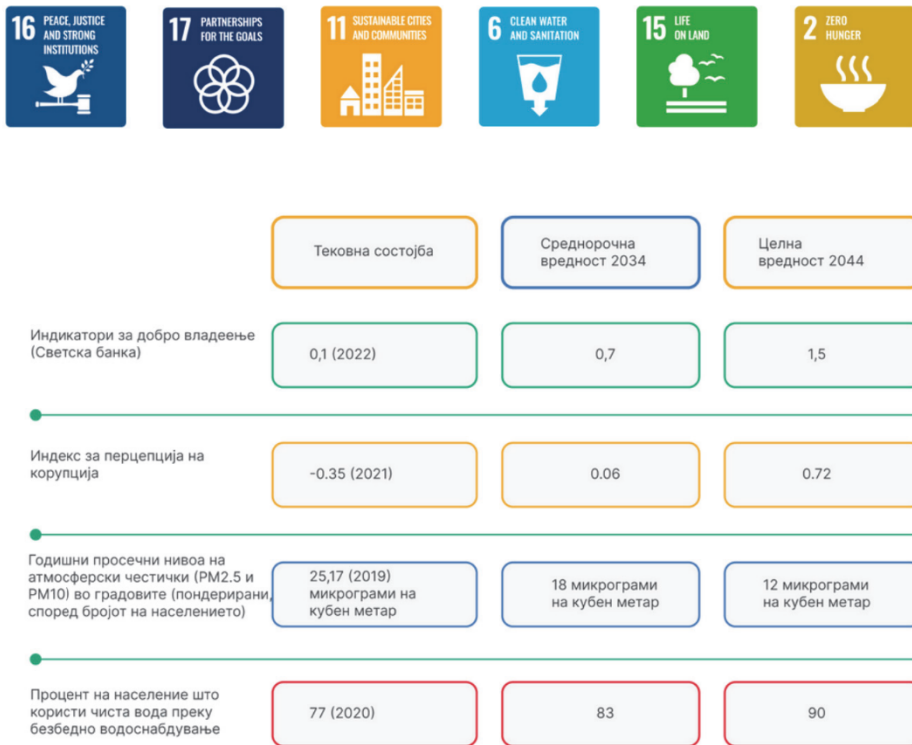 16 PEACE, JUSTICE
AND STRONG
INSTITUTIONS
17 PARTNERSHIPS
FOR THE GOALS
11 SUSTAINABLE CITIES
AND COMMUNITIES
6 CLEAN WATER
AND SANITATION
15 LIFE
ON LAND
2 ZERO
HUNGER
Тековна состојба
Среднорочна
вредност 2034
Целна
вредност 2044
Индикатори за добро владеење
(Светска банка)
0,1 (2022)
0,7
1,5
Индекс за перцепција на
корупција
-0.35 (2021)
0.06
0.72
Годишни просечни нивоа на
атмосферски честички (PM2.5 и
PM10) во градовите (пондерирани,
според бројот на населението)
25,17 (2019)
микрограми на
кубен метар
18 микрограми
на кубен метар
12 микрограми
на кубен метар
Процент на население што
користи чиста вода преку
безбедно водоснабдување
77 (2020)
83
90